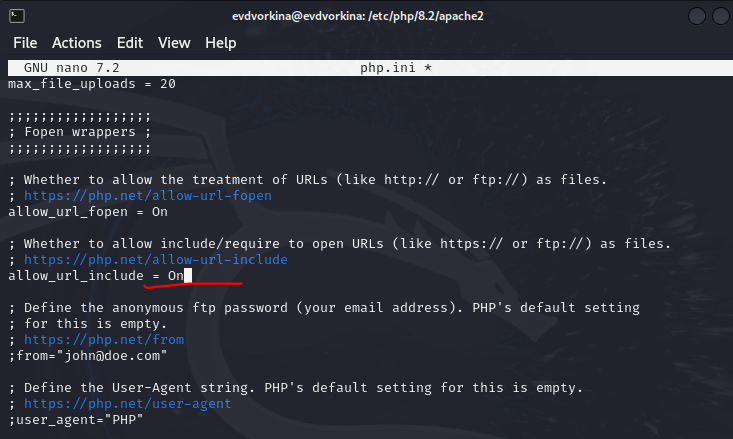 evdvorkina@evdvorkina: /etc/php/8.2/apache2
File Actions Edit View Help
GNU nano 7.2 php.ini *
max_file_uploads = 20
;;;;;;;;;;;;;;;;;;
; Fopen wrappers ;
;;;;;;;;;;;;;;;;;;
; Whether to allow the treatment of URLs (like http:// or ftp://) as files.
; https://php.net/allow-url-fopen
allow_url_fopen = On
; Whether to allow include/require to open URLs (like https:// or ftp://) as files.
; https://php.net/allow-url-include
allow_url_include = On
; Define the anonymous ftp password (your email address). PHP's default setting
; for this is empty.
; https://php.net/from
;from="john@doe.com"
; Define the User-Agent string. PHP's default setting for this is empty.
; https://php.net/user-agent
;user_agent="PHP"